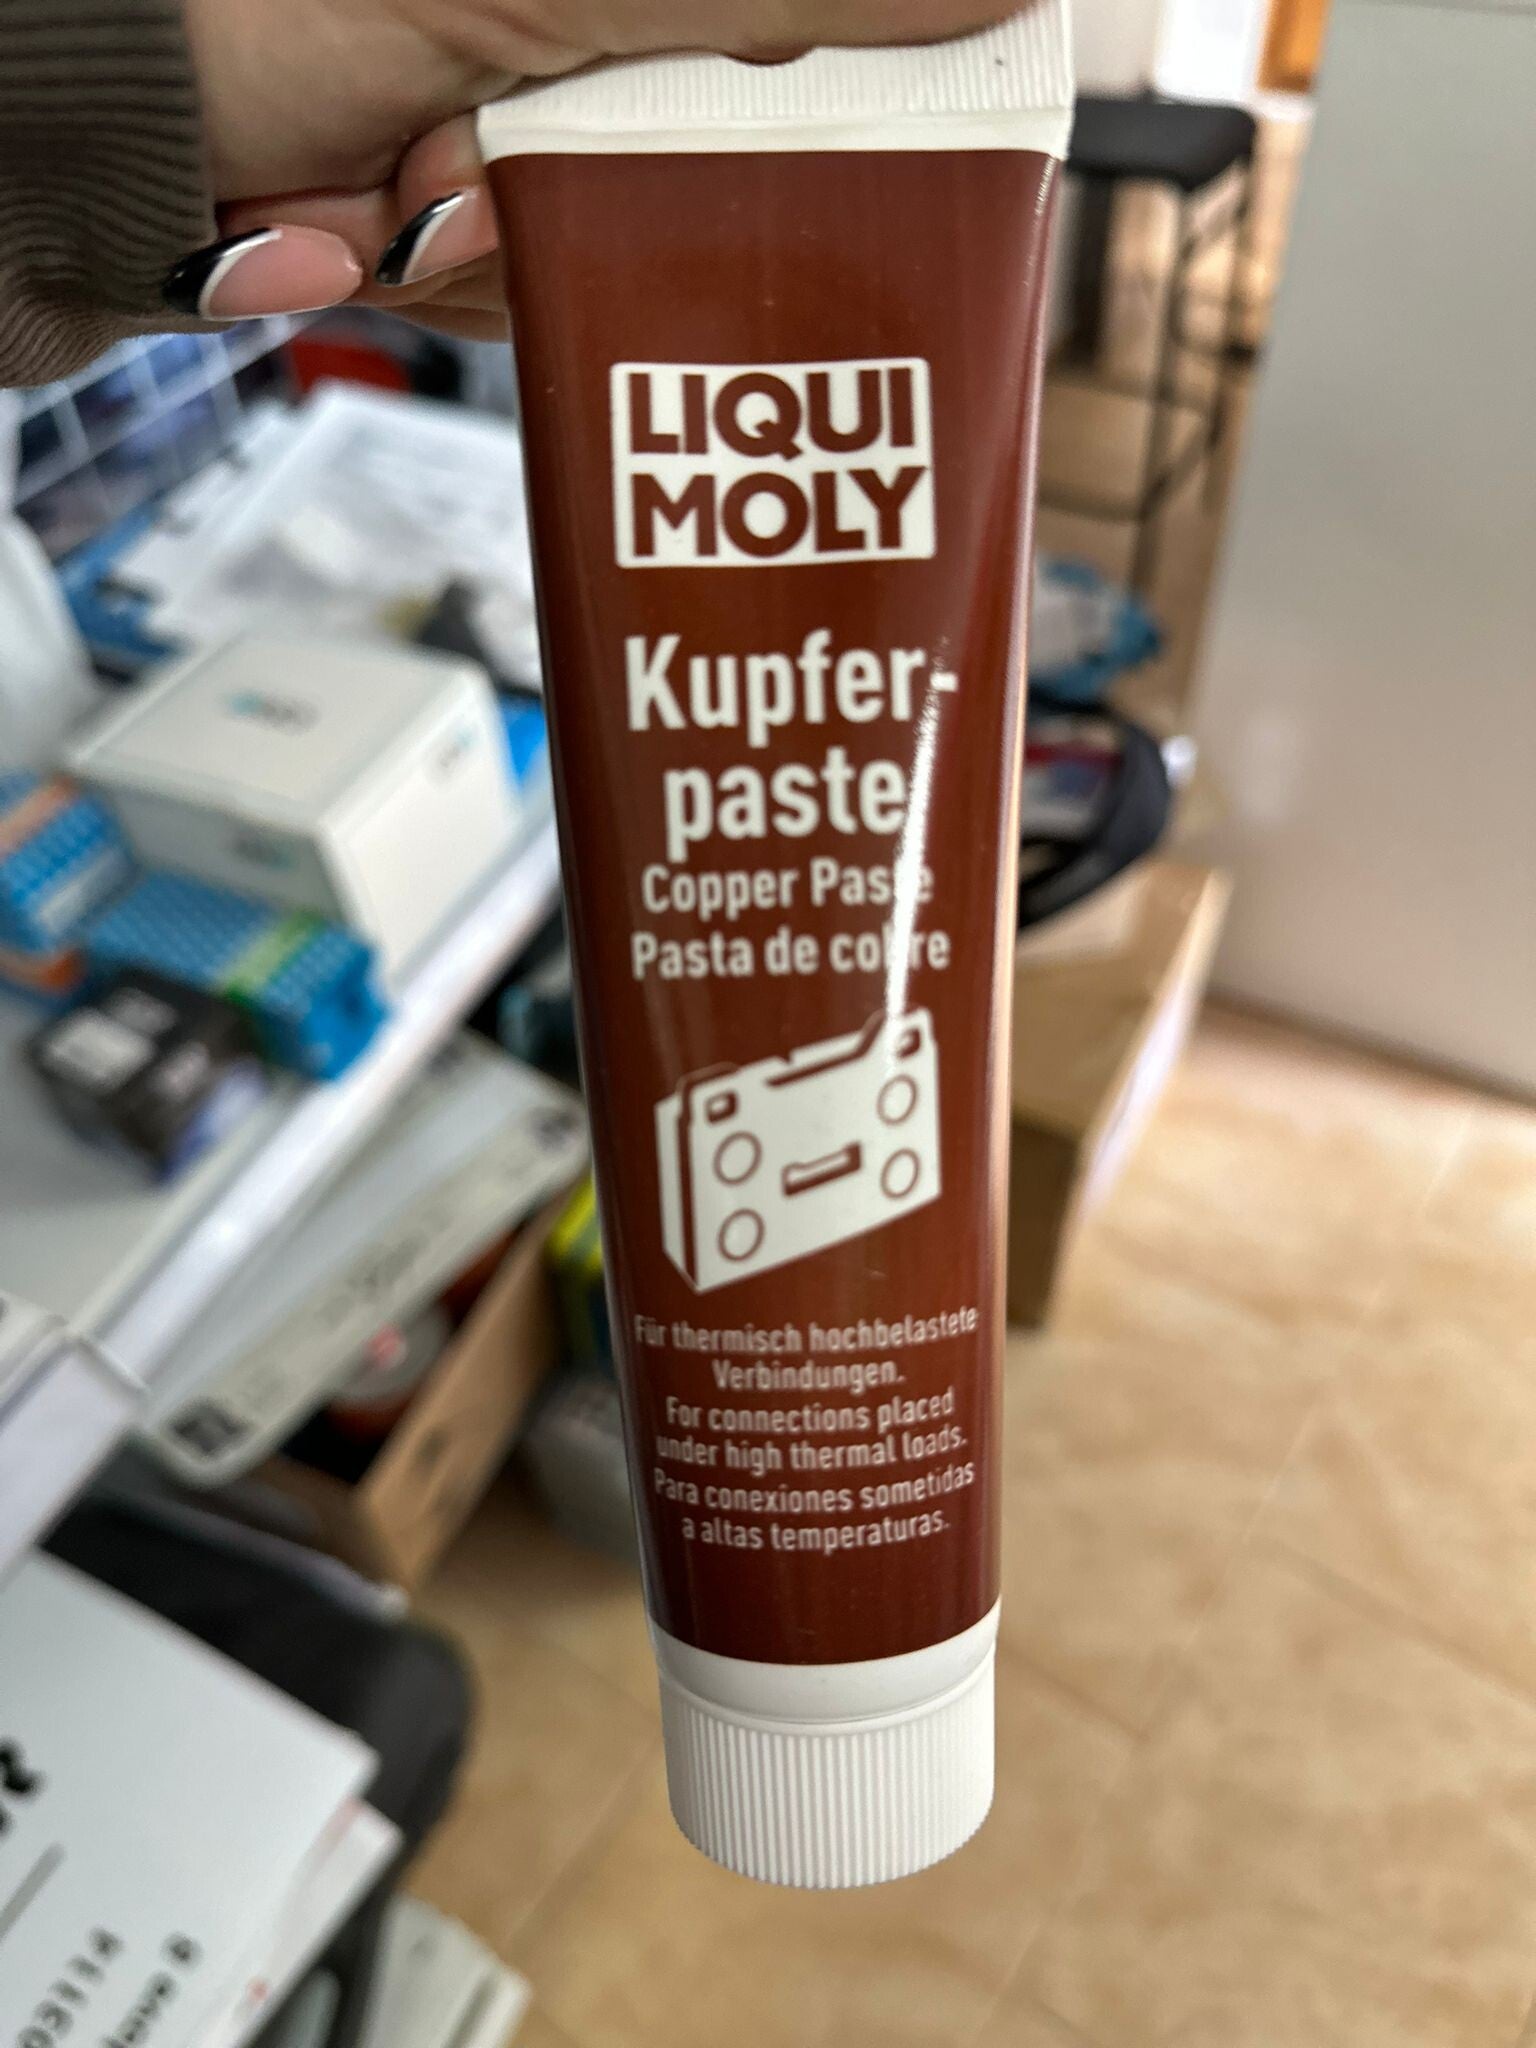 LIQUI
MOLY
Kupfer-
paste
Copper Paste
Pasta de cobre
Für thermisch hochbelastete
Verbindungen.
For connections placed
under high thermal loads.
Para conexiones sometidas
a altas temperaturas.